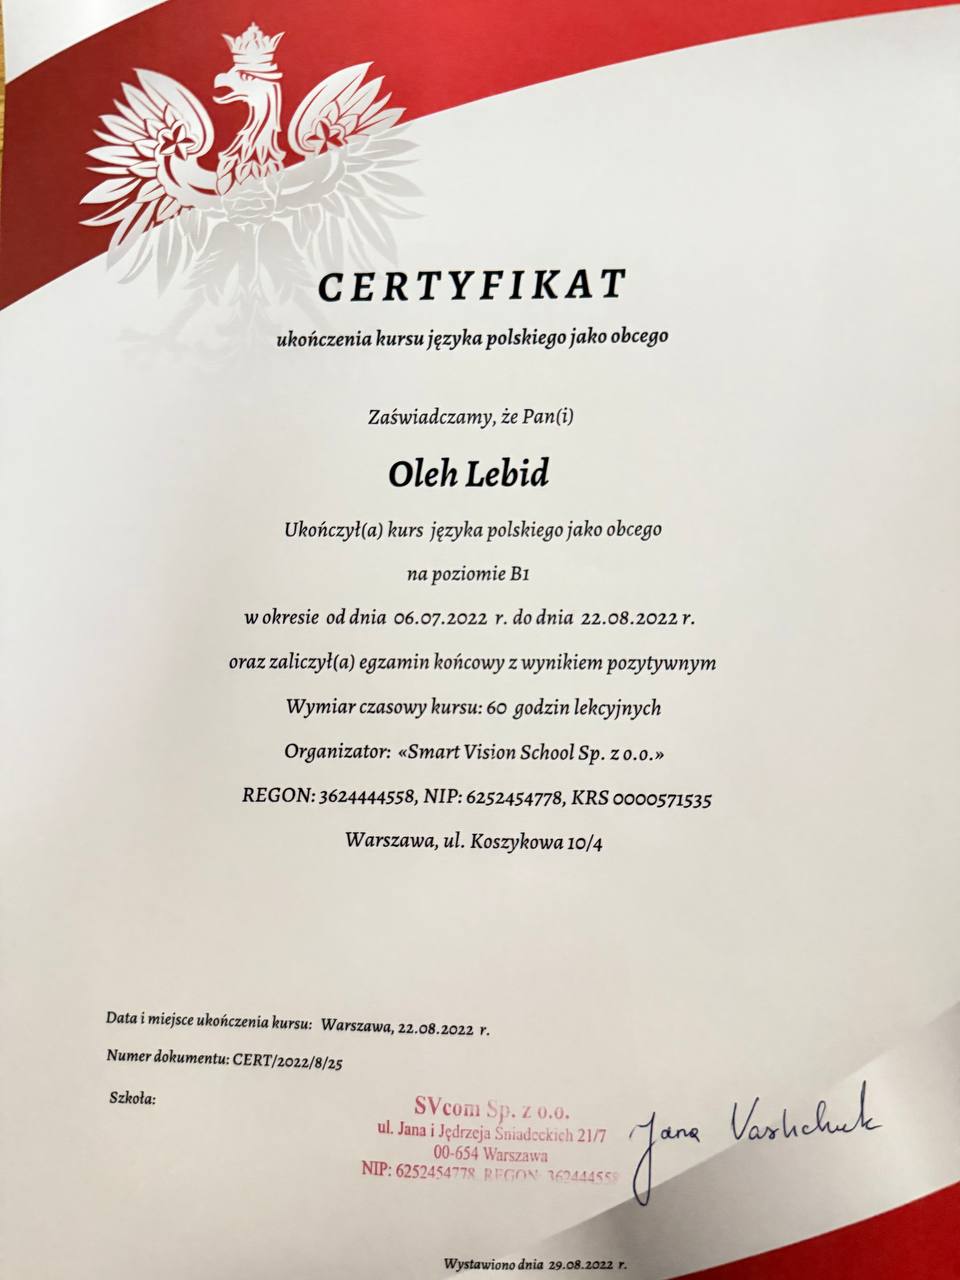 CERTYFIKAT
ukończenia kursu języka polskiego jako obcego
Zaświadczamy, że Pan(i)
Oleh Lebid
Ukończył(a) kurs języka polskiego jako obcego
na poziomie B1
w okresie od dnia 06.07.2022 r. do dnia 22.08.2022 r.
oraz zaliczył(a) egzamin końcowy z wynikiem pozytywnym
Wymiar czasowy kursu: 60 godzin lekcyjnych
Organizator: «Smart Vision School Sp. z o.o.»
REGON: 3624444558, NIP: 6252454778, KRS 0000571535
Warszawa, ul. Koszykowa 10/4
Data i miejsce ukończenia kursu: Warszawa, 22.08.2022 r.
Numer dokumentu: CERT/2022/8/25
Szkoła:
SVcom Sp. z o.o.
ul. Jana i Jędrzeja Śniadeckich 21/7
00-654 Warszawa
NIP: 6252454778, REGON: 362444558
Jana Vashchuk
Wystawiono dnia 29.08.2022 r.